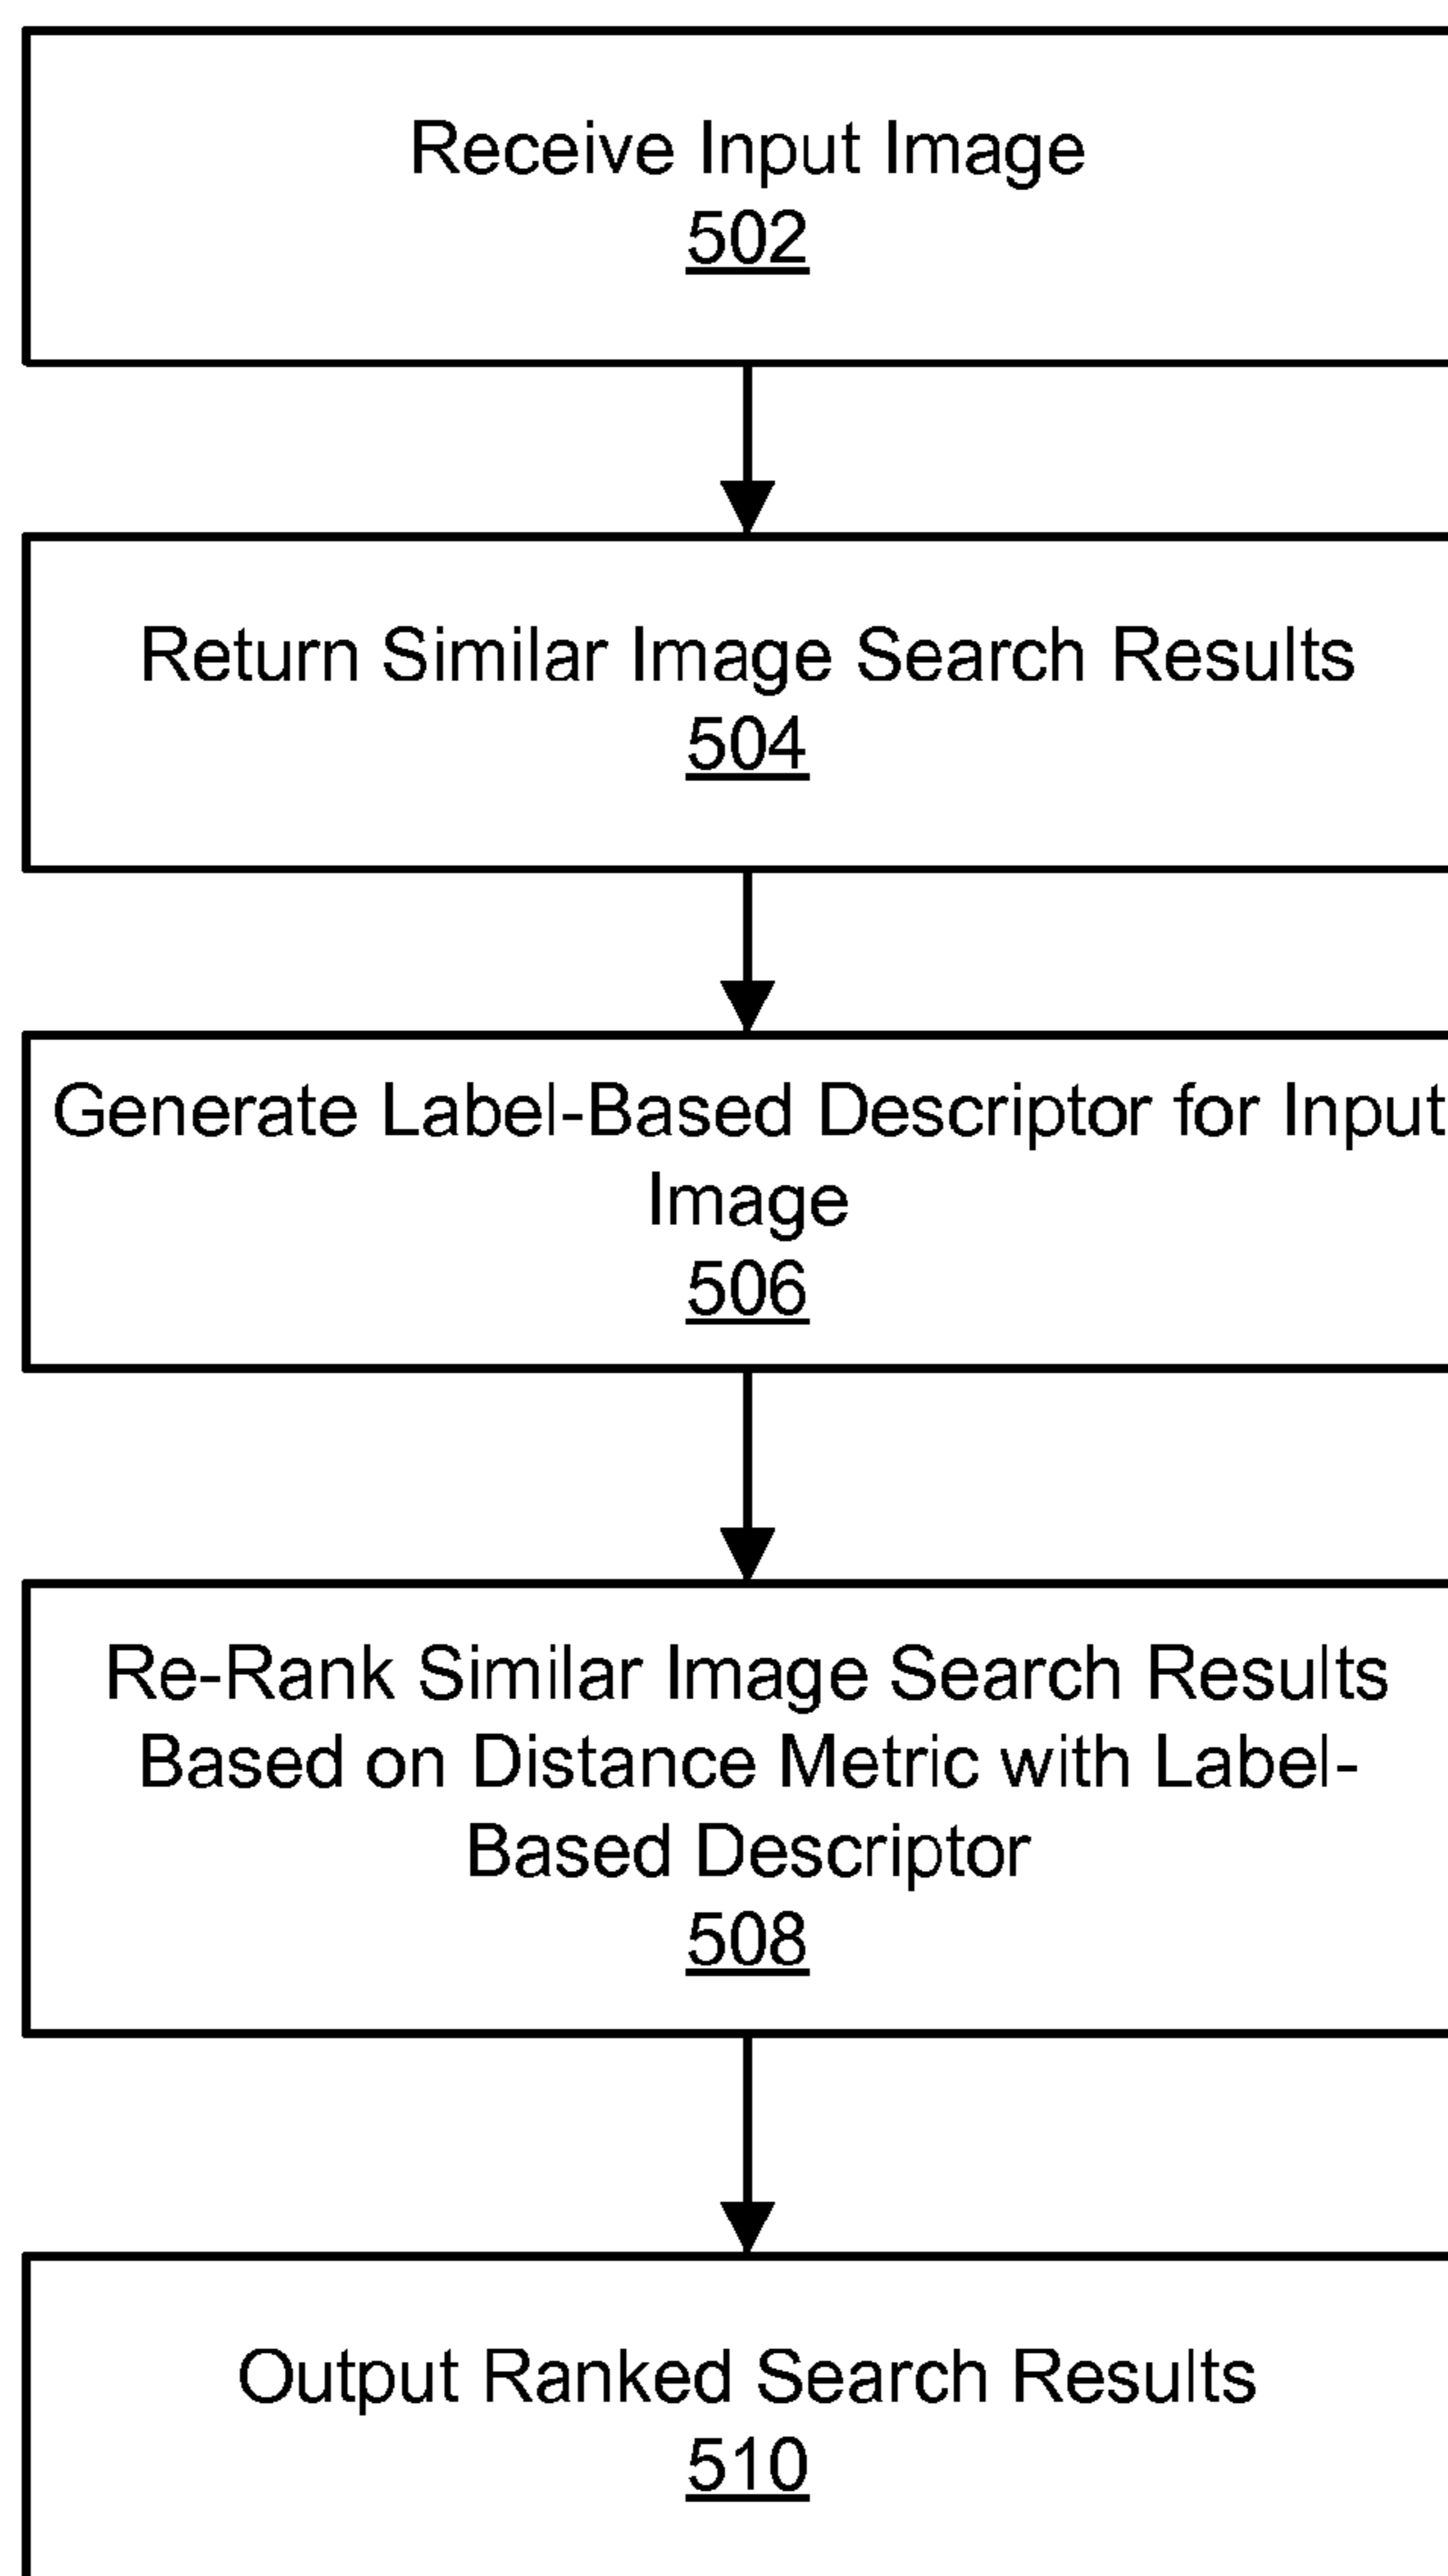 Receive Input Image
502
Return Similar Image Search Results
504
Generate Label-Based Descriptor for Input
Image
506
Re-Rank Similar Image Search Results
Based on Distance Metric with Label-
Based Descriptor
508
Output Ranked Search Results
510